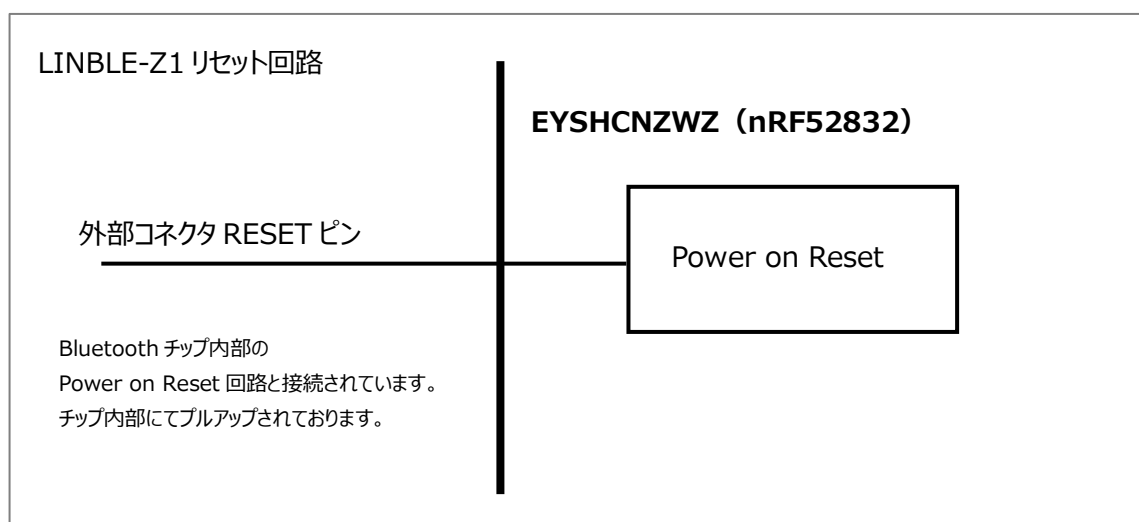 LINBLE-Z1 リセット回路
EYSHCNZWZ（nRF52832）
外部コネクタ RESET ピン
Power on Reset
Bluetooth チップ内部の
Power on Reset 回路と接続されています。
チップ内部にてプルアップされております。